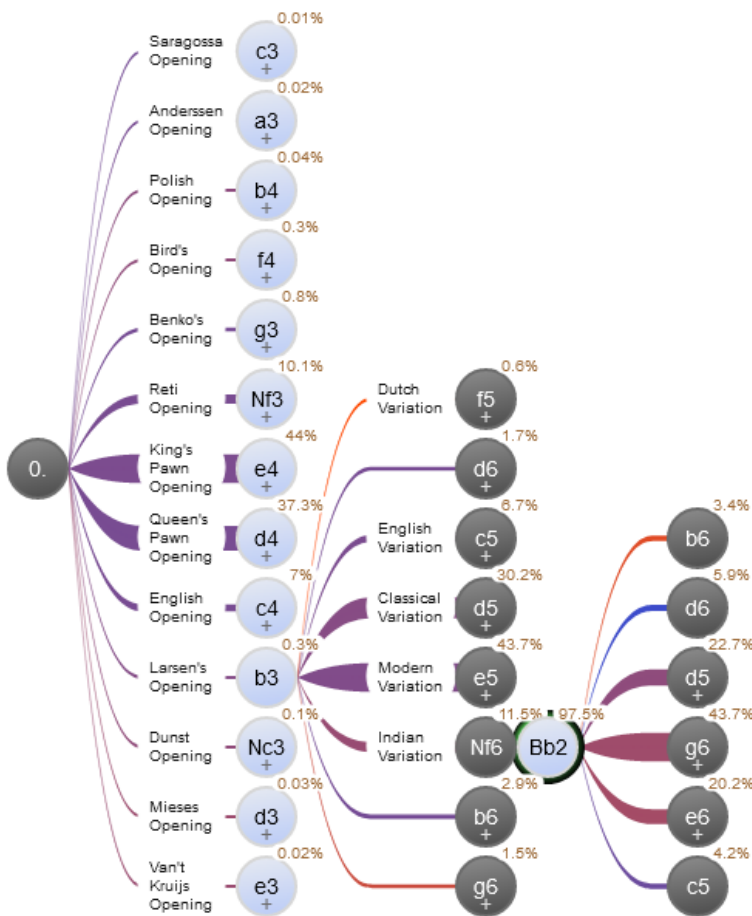 0.01%
Saragossa
Opening
c3
+
0.02%
Anderssen
Opening
a3
+
0.04%
Polish
Opening
b4
+
0.3%
Bird's
Opening
f4
+
0.8%
Benko's
Opening
g3
+
10.1%
Reti
Opening
Nf3
+
44%
King's
Pawn
Opening
e4
+
37.3%
Queen's
Pawn
Opening
d4
+
7%
English
Opening
c4
+
0.3%
Larsen's
Opening
b3
0.1%
Dunst
Opening
Nc3
+
0.03%
Mieses
Opening
d3
+
0.02%
Van't
Kruijs
Opening
e3
+
0.
0.6%
Dutch
Variation
f5
+
1.7%
d6
+
6.7%
English
Variation
c5
+
30.2%
Classical
Variation
d5
+
43.7%
Modern
Variation
e5
+
11.5%
Indian
Variation
Nf6
2.9%
b6
+
1.5%
g6
+
97.5%
Bb2
3.4%
b6
5.9%
d6
22.7%
d5
+
43.7%
g6
+
20.2%
e6
+
4.2%
c5